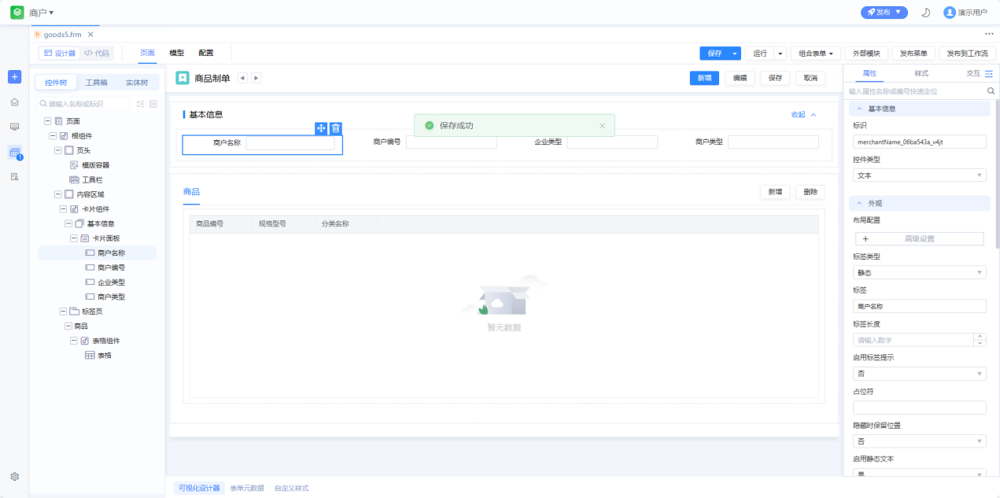 商户▾
发布 ▼
演示用户
fr goods5.frm ×
设计器 </> 代码
页面 模型 配置
保存 运行 组合表单 外部模块 发布菜单 发布到工作流
控件树 工具箱 实体树
请输入名称或标识
页面
根组件
页头
模版容器
工具栏
内容区域
卡片组件
基本信息
卡片面板
商户名称
商户编号
企业类型
商户类型
标签页
商品
表格组件
表格
商品制单
新增 编辑 保存 取消
基本信息
收起
保存成功
商户名称
商户编号
企业类型
商户类型
商品
新增 删除
商品编号 规格型号 分类名称
暂无数据
可视化设计器 表单元数据 自定义样式
属性 样式 交互
输入属性名称或编号快速定位
基本信息
标识
merchantName_06ba543a_v4jt
控件类型
文本
外观
布局配置
+ 高级设置
标签类型
静态
标签
商户名称
标签长度
请输入数字
启用标签提示
否
占位符
隐藏时保留位置
否
启用静态文本
是
1